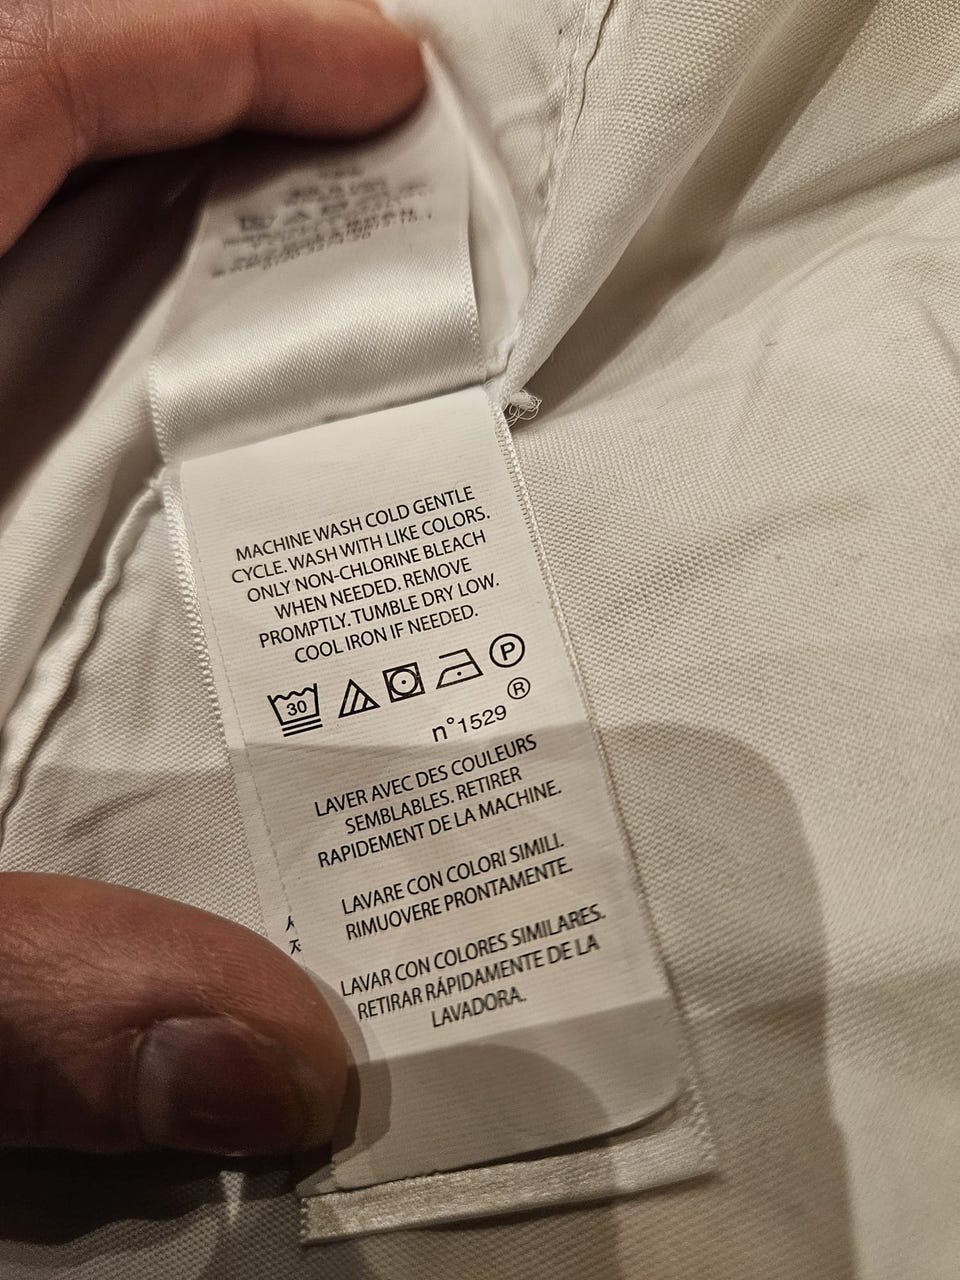 MACHINE WASH COLD GENTLE
CYCLE. WASH WITH LIKE COLORS.
ONLY NON-CHLORINE BLEACH
WHEN NEEDED. REMOVE
PROMPTLY. TUMBLE DRY LOW.
COOL IRON IF NEEDED.
30 P
n°1529 ®
LAVER AVEC DES COULEURS
SEMBLABLES. RETIRER
RAPIDEMENT DE LA MACHINE.
LAVARE CON COLORI SIMILI.
RIMUOVERE PRONTAMENTE.
LAVAR CON COLORES SIMILARES.
RETIRAR RÁPIDAMENTE DE LA
LAVADORA.